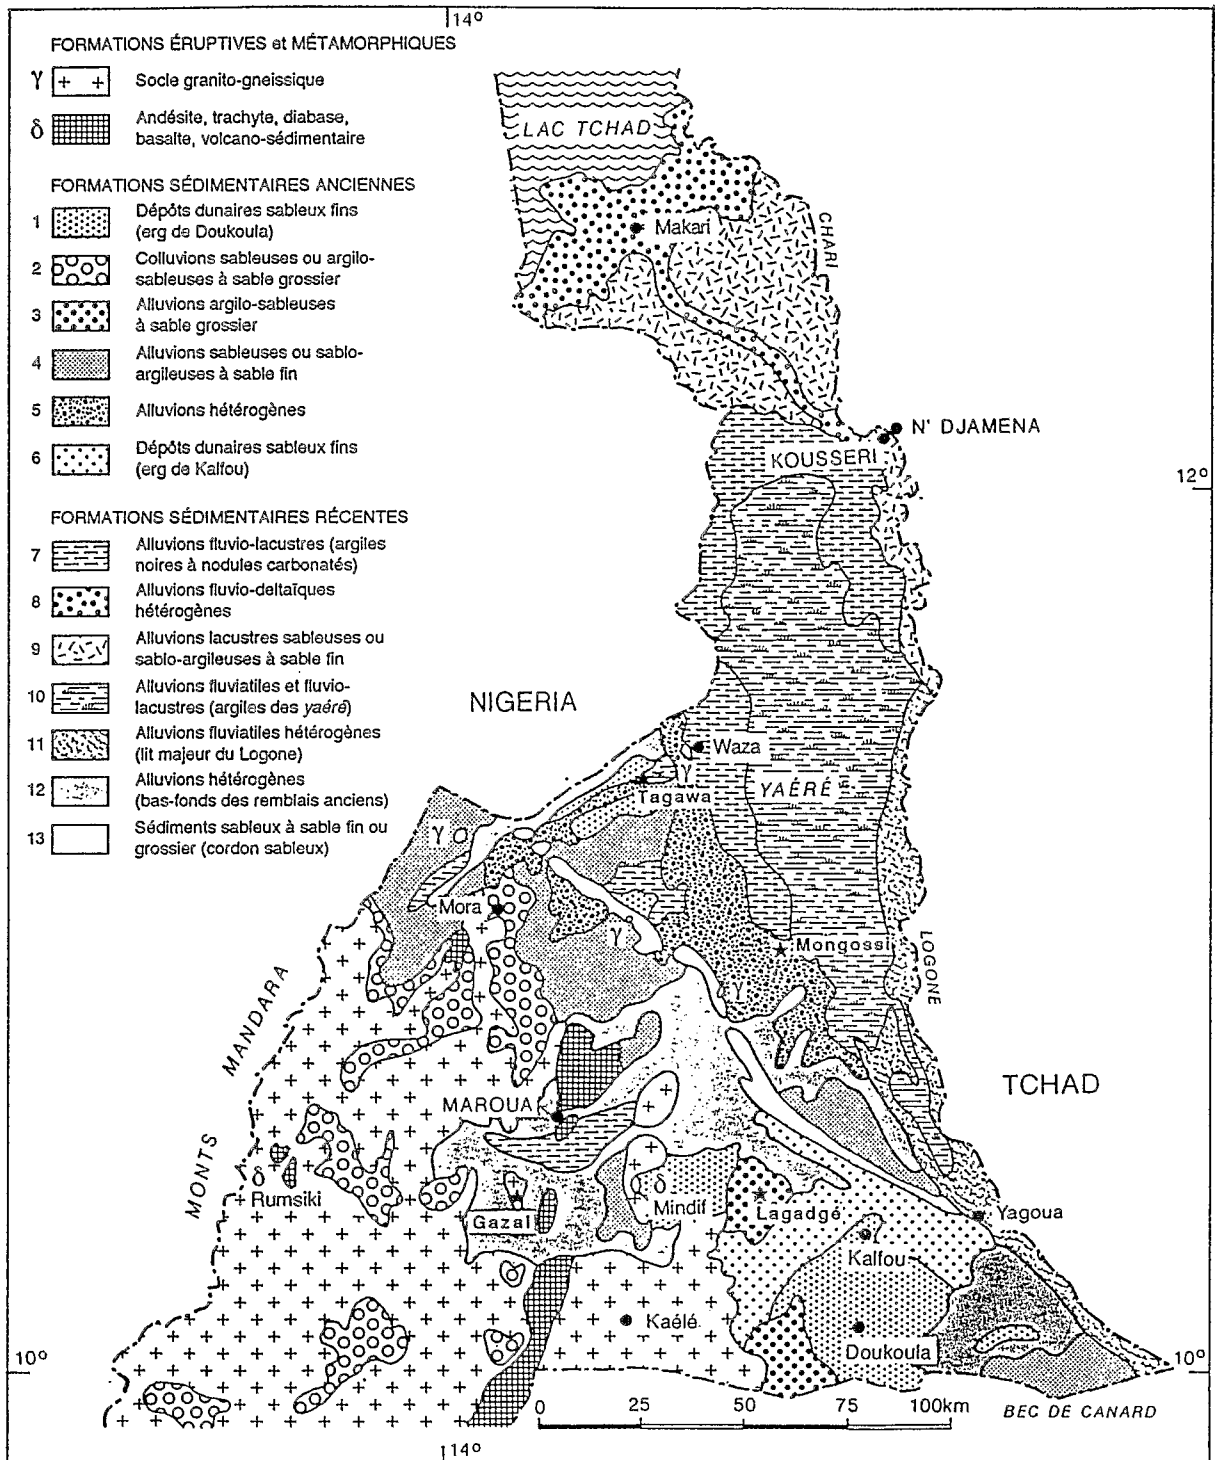 14°
FORMATIONS ÉRUPTIVES et MÉTAMORPHIQUES
γ Socle granito-gneissique
δ Andésite, trachyte, diabase,
basalte, volcano-sédimentaire
FORMATIONS SÉDIMENTAIRES ANCIENNES
1 Dépôts dunaires sableux fins
(erg de Doukoula)
2 Colluvions sableuses ou argilo-
sableuses à sable grossier
3 Alluvions argilo-sableuses
à sable grossier
4 Alluvions sableuses ou sablo-
argileuses à sable fin
5 Alluvions hétérogènes
6 Dépôts dunaires sableux fins
(erg de Kalfou)
FORMATIONS SÉDIMENTAIRES RÉCENTES
7 Alluvions fluvio-lacustres (argiles
noires à nodules carbonatés)
8 Alluvions fluvio-deltaïques
hétérogènes
9 Alluvions lacustres sableuses ou
sablo-argileuses à sable fin
10 Alluvions fluviatiles et fluvio-
lacustres (argiles des yaéré)
11 Alluvions fluviatiles hétérogènes
(lit majeur du Logone)
12 Alluvions hétérogènes
(bas-fonds des remblais anciens)
13 Sédiments sableux à sable fin ou
grossier (cordon sableux)
LAC TCHAD
Makari
CHARI
N' DJAMENA
KOUSSERI
12°
NIGERIA
Waza
γ
Tagawa
YAÉRÉ
γ
Mora
γ
Mongossi
LOGONE
γ
MONTS MANDARA
TCHAD
MAROUA
δ
Rumsiki
δ
Mindif
Lagadgé
Gazal
Yagoua
Kalfou
Kaélé
Doukoula
10°
10°
0 25 50 75 100km
BEC DE CANARD
14°